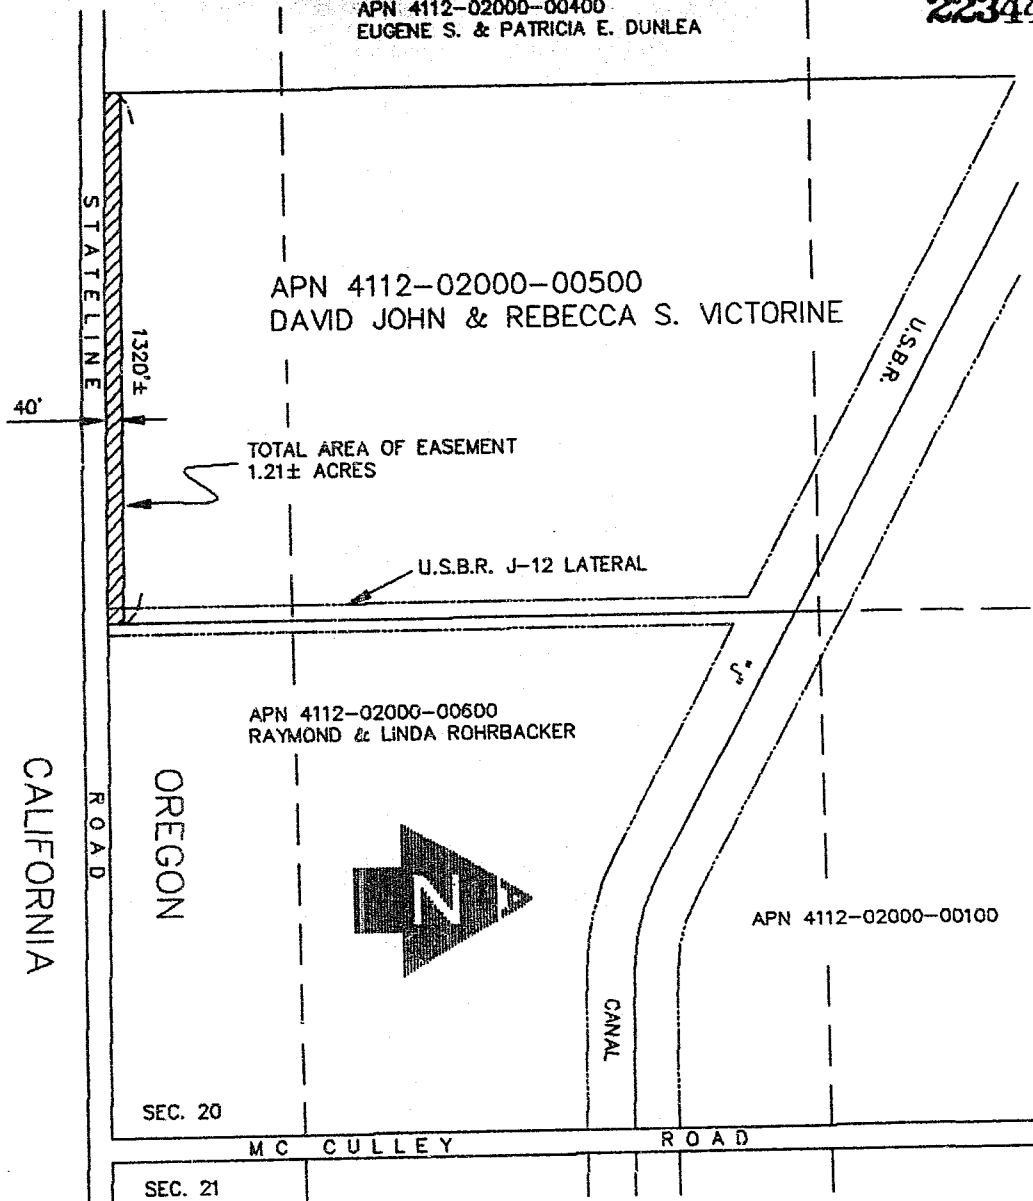 APN 4112-02000-00400
EUGENE S. & PATRICIA E. DUNLEA
2234
STATELINE
1320'±
40'
APN 4112-02000-00500
DAVID JOHN & REBECCA S. VICTORINE
U.S.B.R.
TOTAL AREA OF EASEMENT
1.21± ACRES
U.S.B.R. J-12 LATERAL
"J"
APN 4112-02000-00600
RAYMOND & LINDA ROHRBACKER
CALIFORNIA
ROAD
OREGON
N
APN 4112-02000-00100
CANAL
SEC. 20
MC CULLEY ROAD
SEC. 21